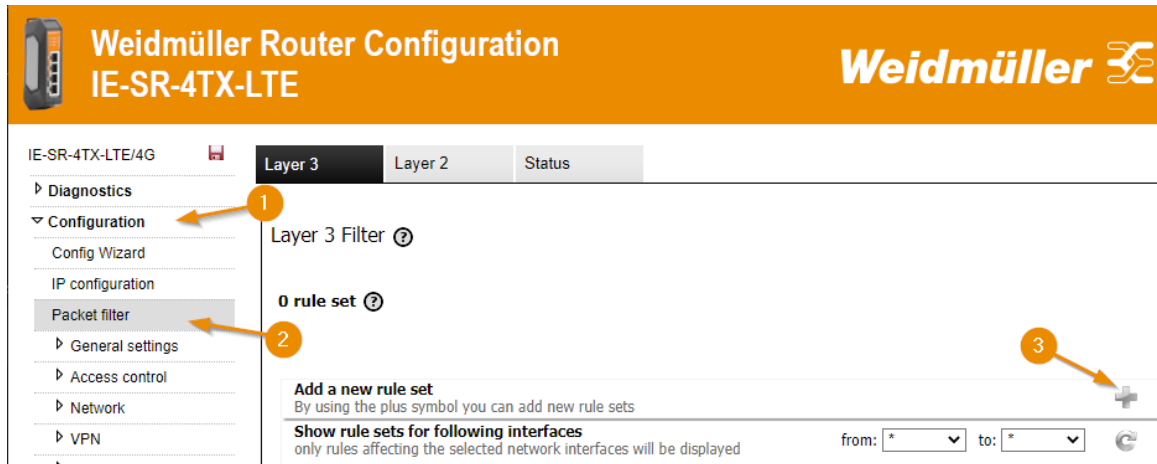 Weidmüller Router Configuration
IE-SR-4TX-LTE
Weidmüller
IE-SR-4TX-LTE/4G
Layer 3
Layer 2
Status
Diagnostics
1
Configuration
Layer 3 Filter ?
Config Wizard
IP configuration
0 rule set ?
Packet filter
2
General settings
3
Access control
Add a new rule set
By using the plus symbol you can add new rule sets
Network
Show rule sets for following interfaces
only rules affecting the selected network interfaces will be displayed
from: * to: *
VPN